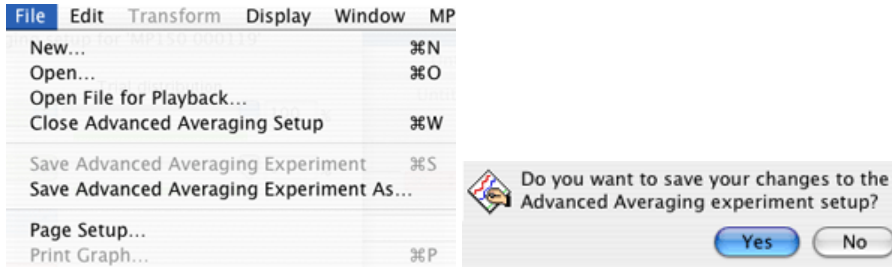 File Edit Transform Display Window MP
New... ⌘N
Open... ⌘O
Open File for Playback...
Close Advanced Averaging Setup ⌘W
Save Advanced Averaging Experiment ⌘S
Save Advanced Averaging Experiment As...
Page Setup...
Print Graph... ⌘P
Do you want to save your changes to the
Advanced Averaging experiment setup?
Yes No